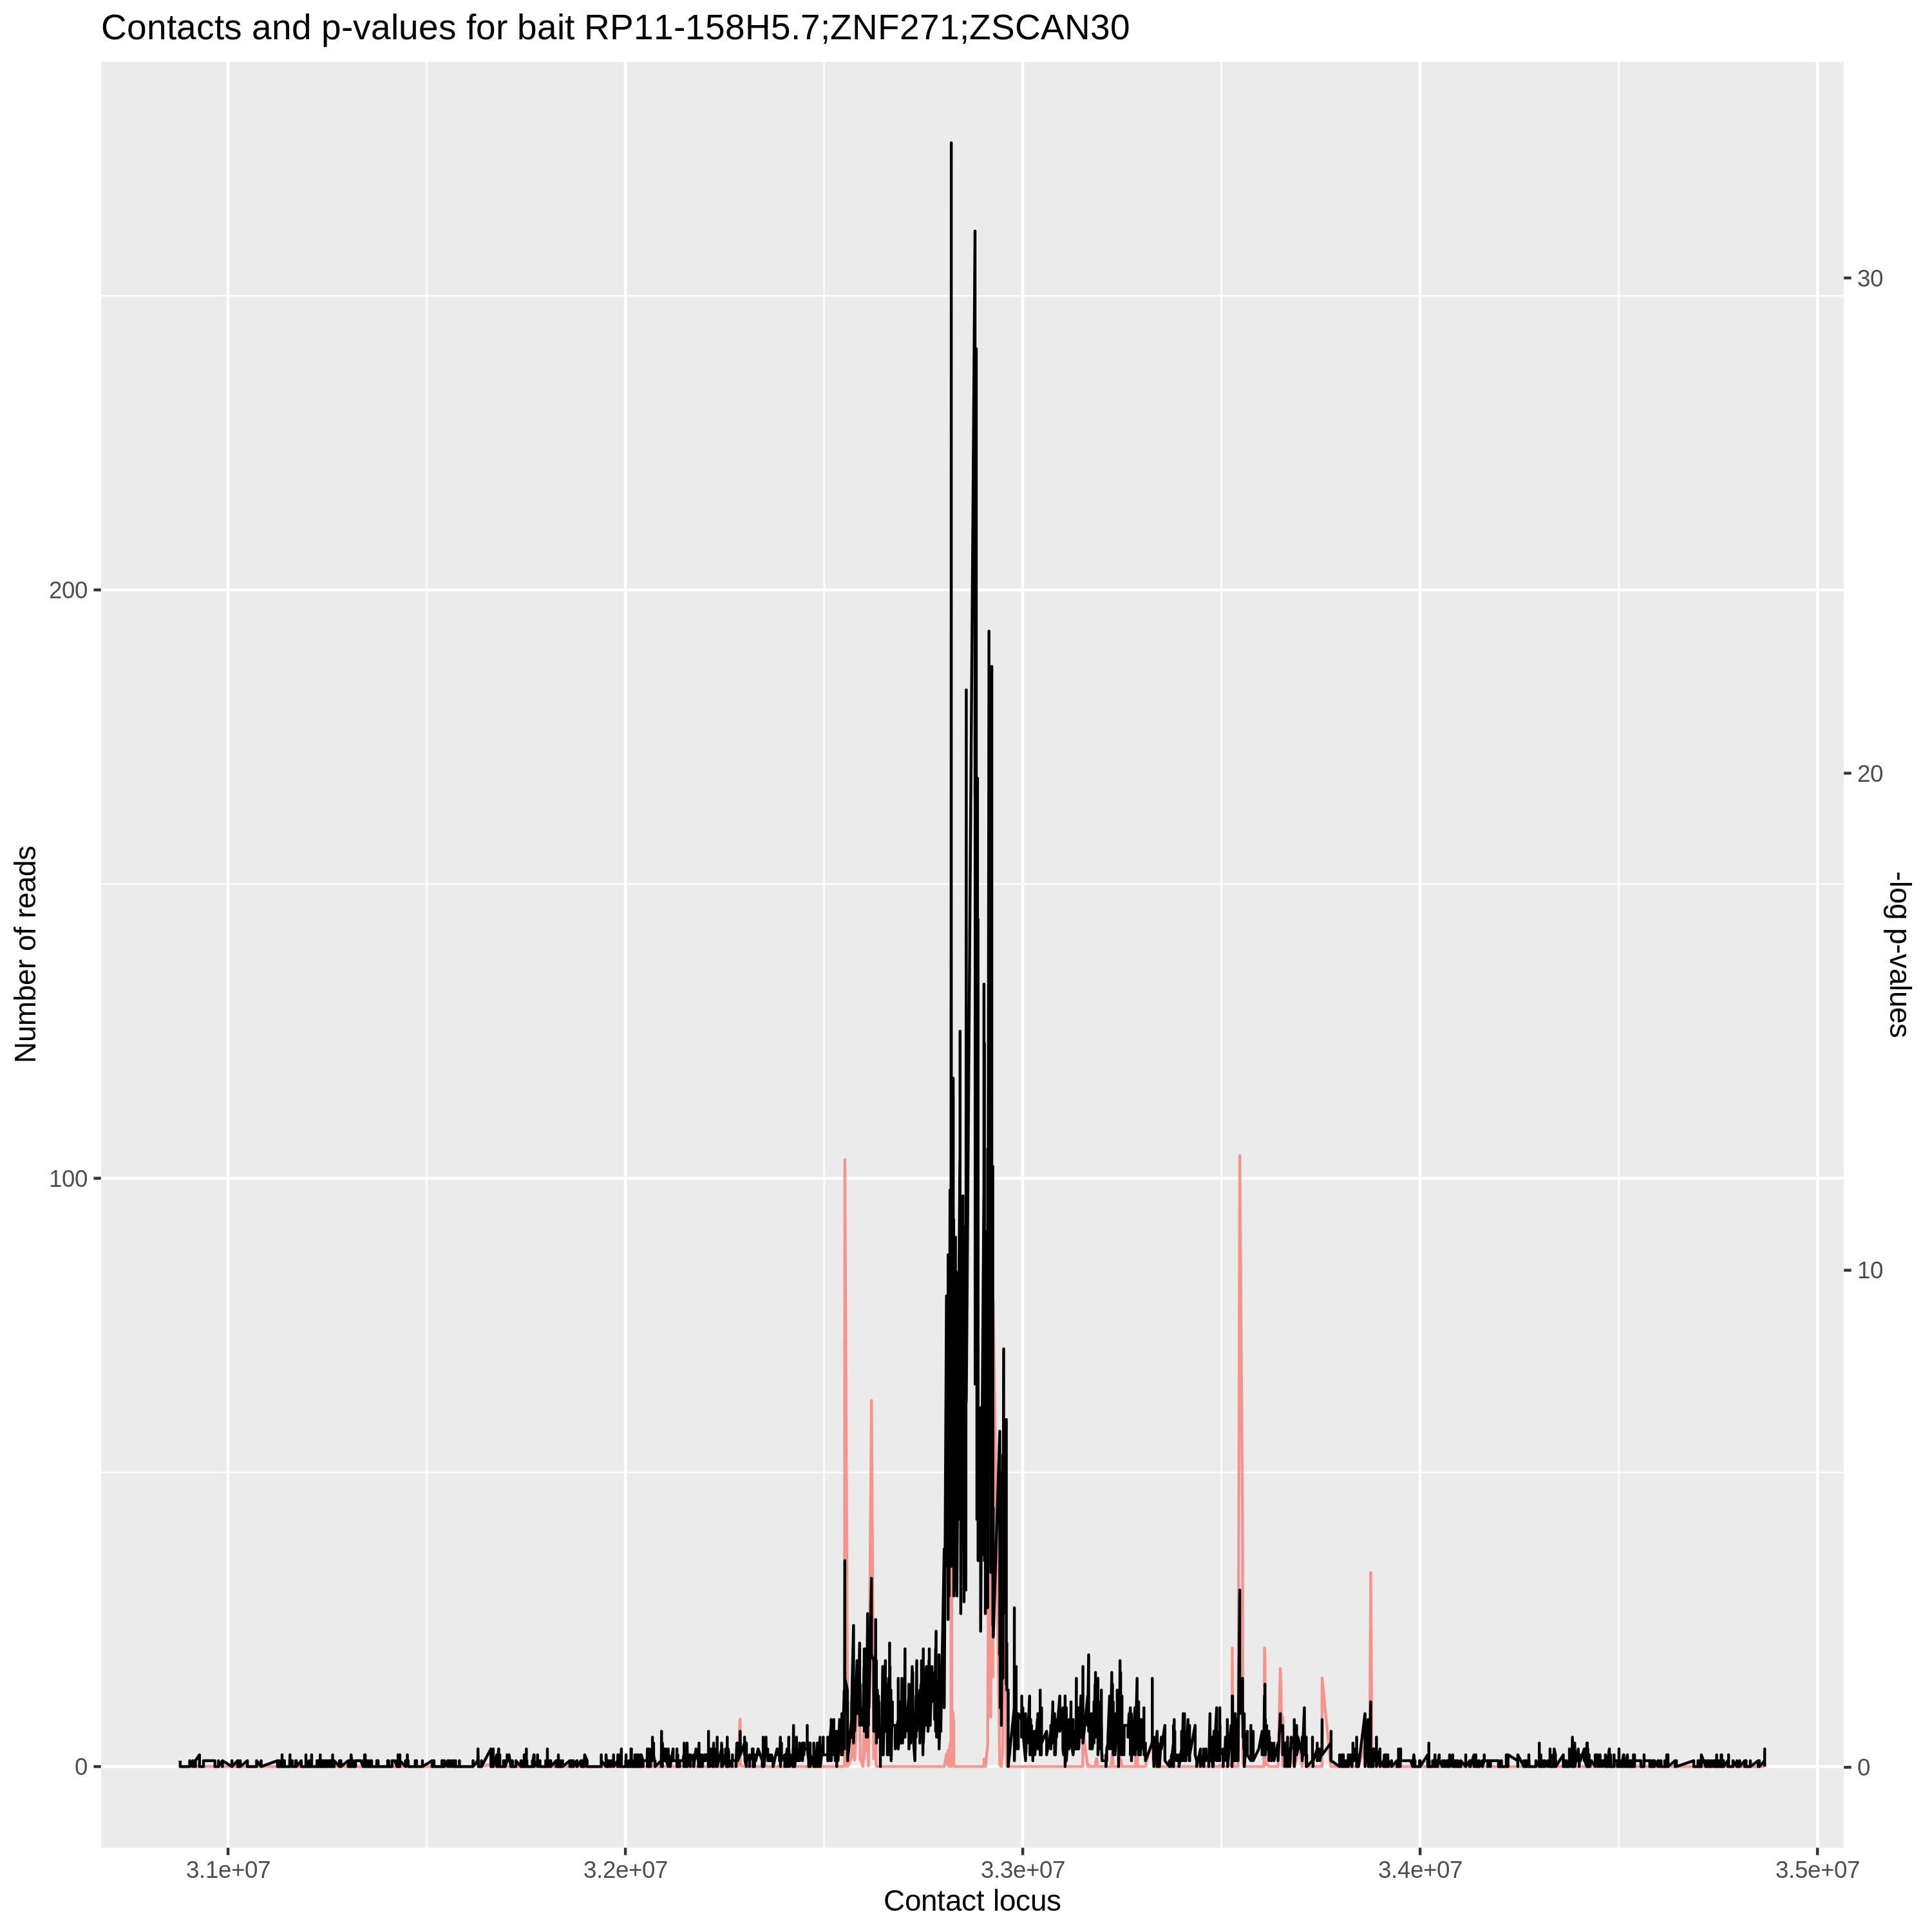 Contacts and p-values for bait RP11-158H5.7;ZNF271;ZSCAN30
Number of reads
200
100
0
30
20
10
0
-log p-values
3.1e+07
3.2e+07
3.3e+07
3.4e+07
3.5e+07
Contact locus